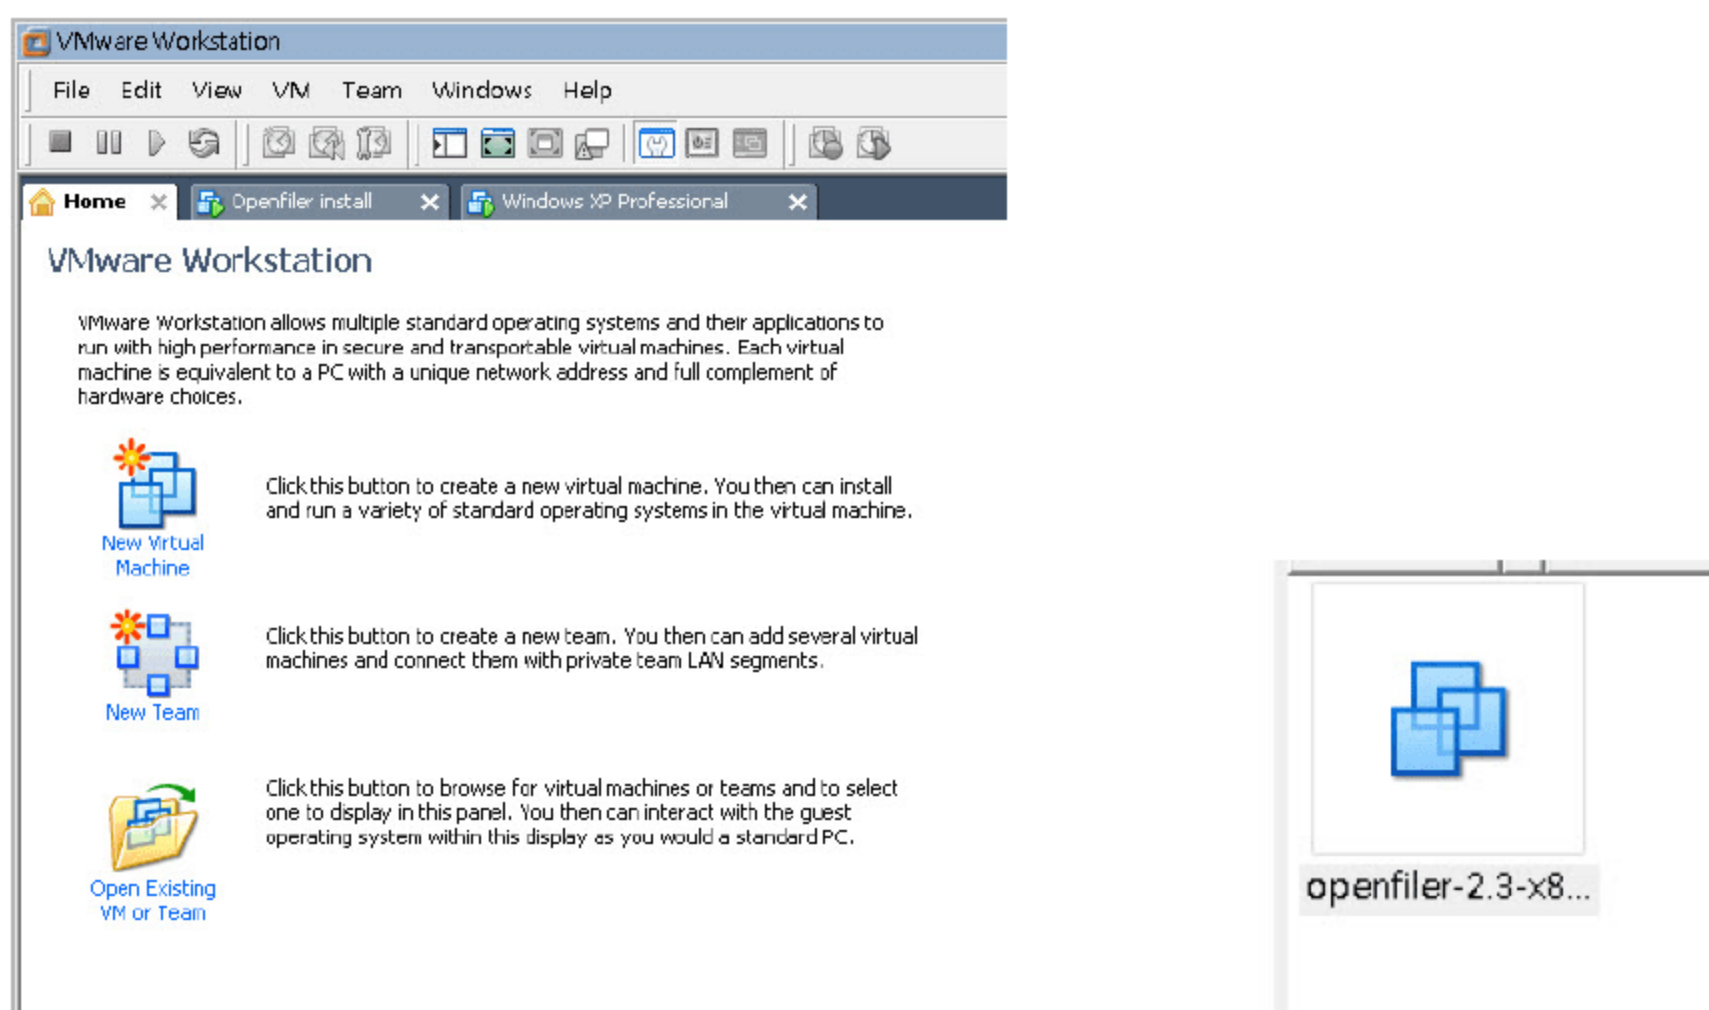 VMware Workstation
File Edit View VM Team Windows Help
Home Openfiler install Windows XP Professional
VMware Workstation
VMware Workstation allows multiple standard operating systems and their applications to
run with high performance in secure and transportable virtual machines. Each virtual
machine is equivalent to a PC with a unique network address and full complement of
hardware choices.
Click this button to create a new virtual machine. You then can install
and run a variety of standard operating systems in the virtual machine.
New Virtual
Machine
Click this button to create a new team. You then can add several virtual
machines and connect them with private team LAN segments.
New Team
Click this button to browse for virtual machines or teams and to select
one to display in this panel. You then can interact with the guest
operating system within this display as you would a standard PC.
Open Existing
VM or Team
openfiler-2.3-x8...